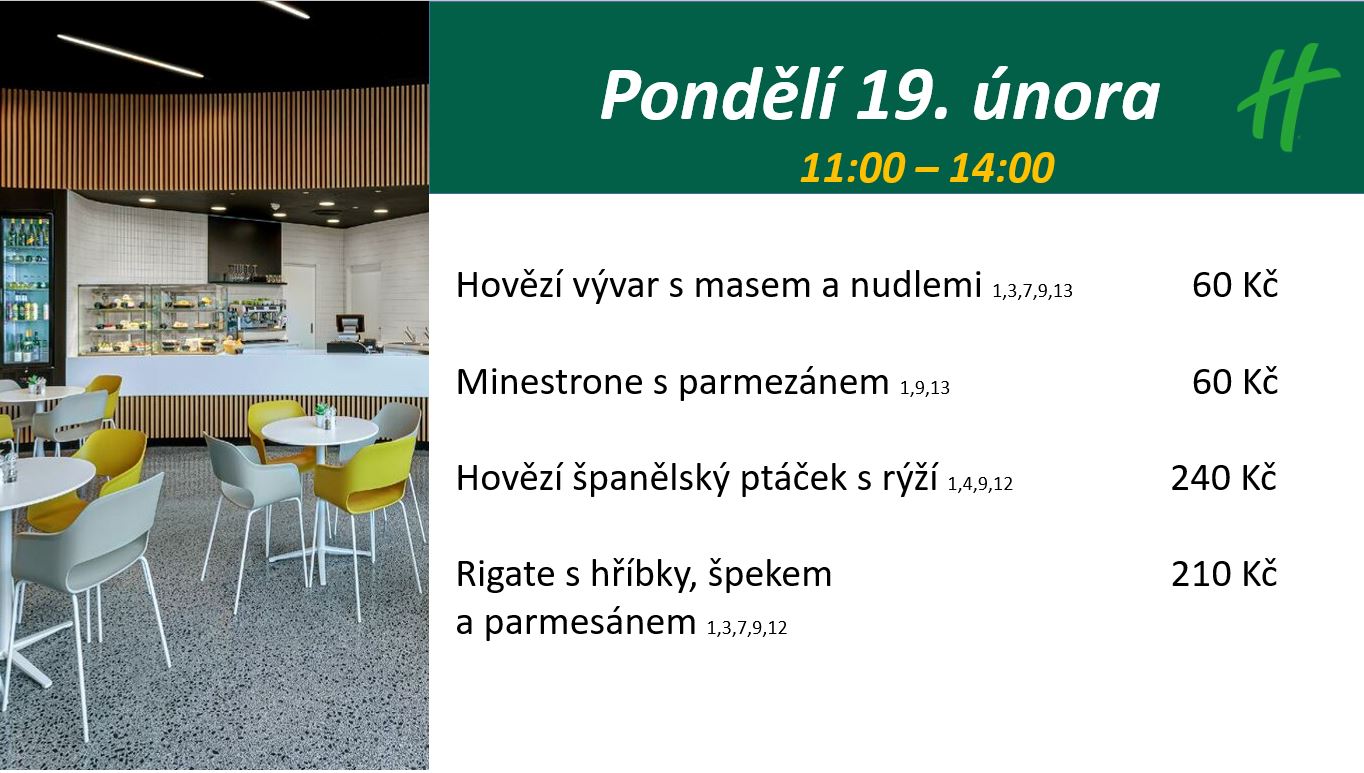 Pondělí 19. února
11:00 – 14:00
Hovězí vývar s masem a nudlemi 1,3,7,9,13 60 Kč
Minestrone s parmezánem 1,9,13 60 Kč
Hovězí španělský ptáček s rýží 1,4,9,12 240 Kč
Rigate s hříbky, špekem 210 Kč
a parmesánem 1,3,7,9,12